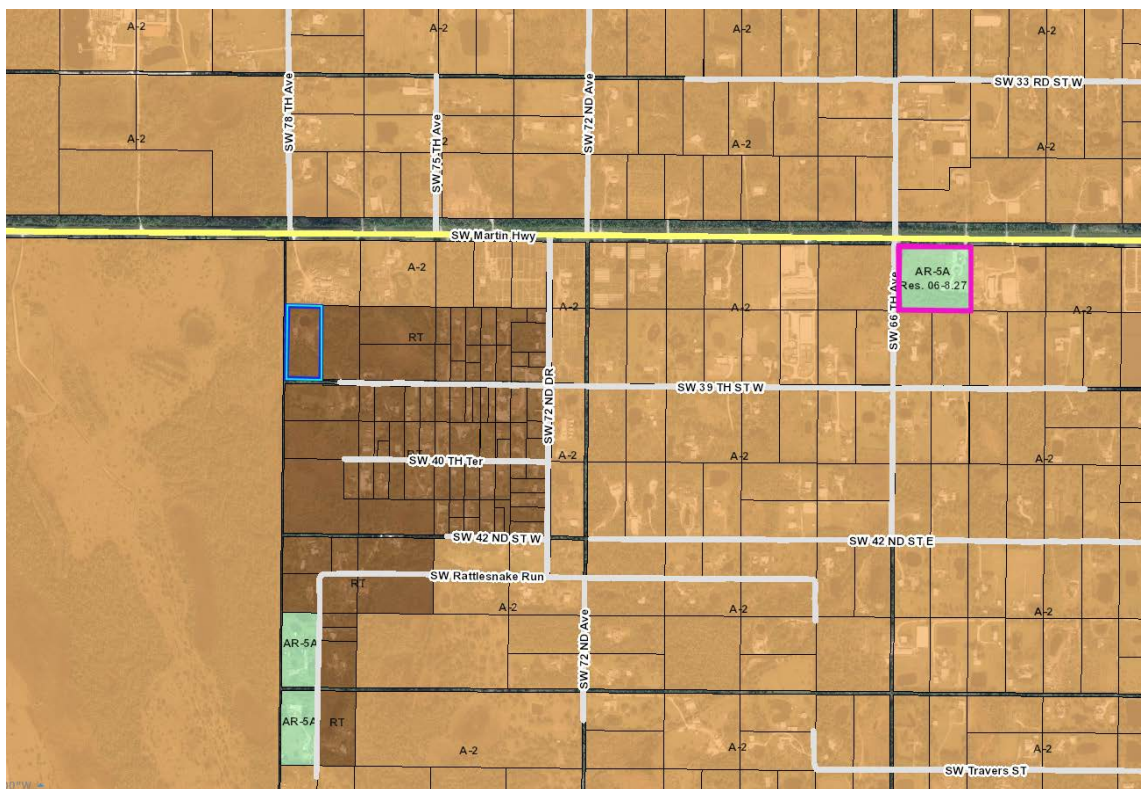 A-2
A-2
A-2
A-2
SW 33 RD ST W
SW 78 TH Ave
SW 75 TH Ave
SW 72 ND Ave
A-2
2
A-2
A-2
SW Martin Hwy
A-2
AR-5A
Res. 06-8.27
SW 66 TH Ave
A-2
A-2
A-2
RT
SW 72 ND DR
SW 39 TH ST W
RT
SW 40 TH Ter
A-2
A-2
A-2
SW 42 ND ST W
SW 42 ND ST E
SW Rattlesnake Run
RT
A-2
A-2
A-2
AR-5A
SW 72 ND Ave
AR-5A
RT
A-2
A-2
A-2
SW Travers ST
00"W